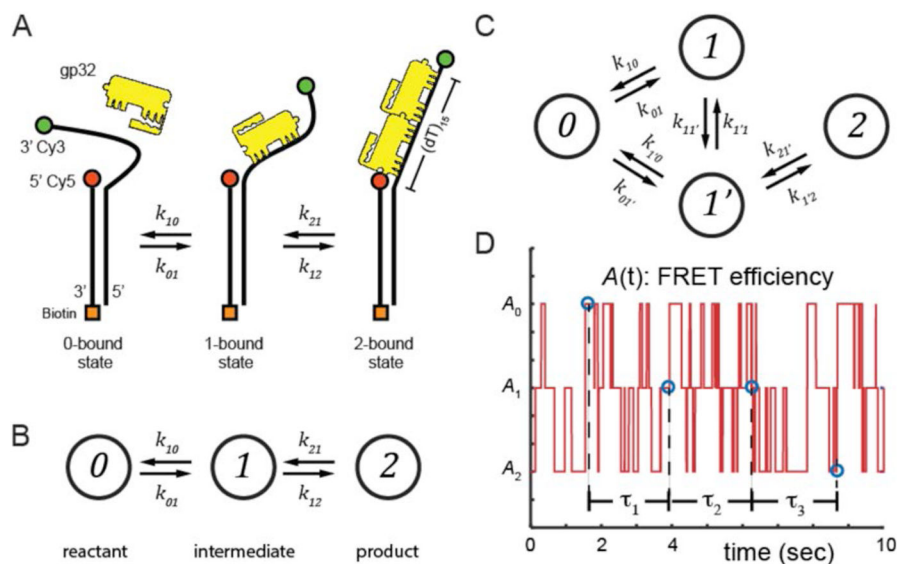 A
gp32
3' Cy3
5' Cy5
3' 5'
Biotin
k10
k01
k21
k12
(dT)15
0-bound
state
1-bound
state
2-bound
state
B
0
k10
k01
1
k21
k12
2
reactant
intermediate
product
C
1
k10
k01
0
k11'
k1'1
2
k1'0
k01'
k21'
k1'2
1'
D
A(t): FRET efficiency
A0
A1
A2
τ1
τ2
τ3
0 2 4 6 8 10
time (sec)